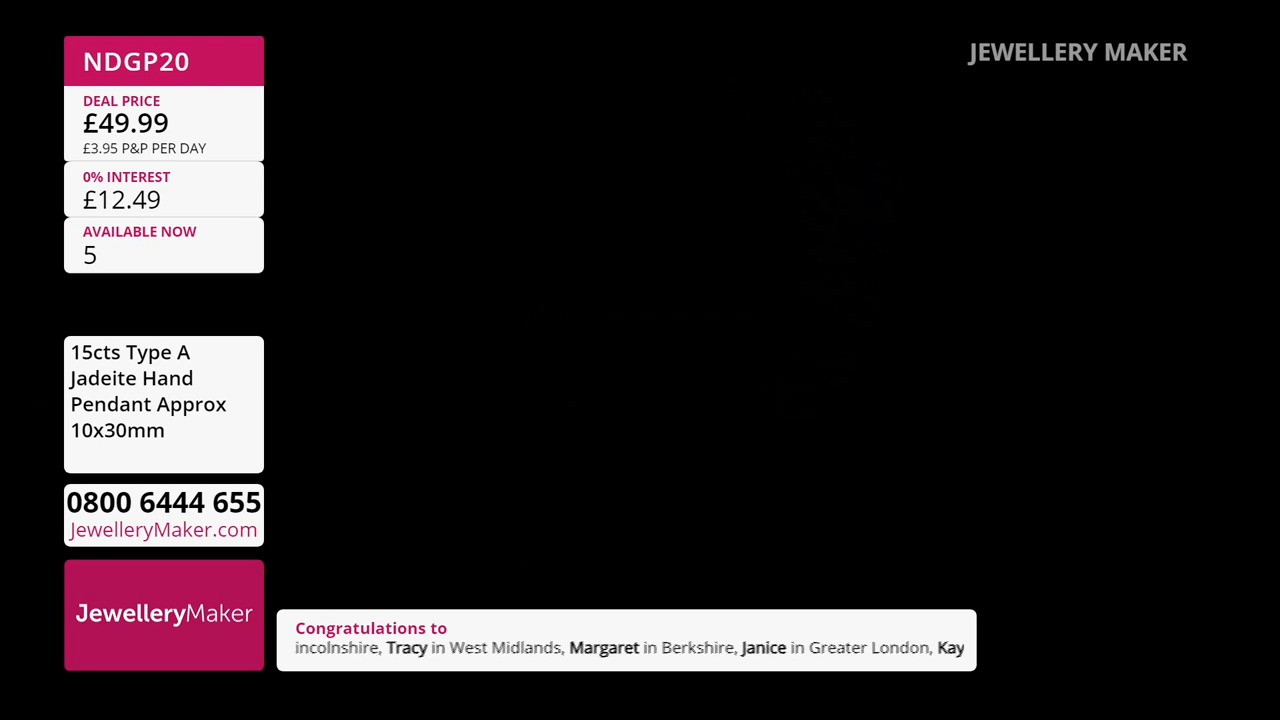 NDGP20
DEAL PRICE
£49.99
£3.95 P&P PER DAY
0% INTEREST
£12.49
AVAILABLE NOW
5
15cts Type A
Jadeite Hand
Pendant Approx
10x30mm
0800 6444 655
JewelleryMaker.com
JewelleryMaker
JEWELLERY MAKER
Congratulations to
incolnshire, Tracy in West Midlands, Margaret in Berkshire, Janice in Greater London, Kay